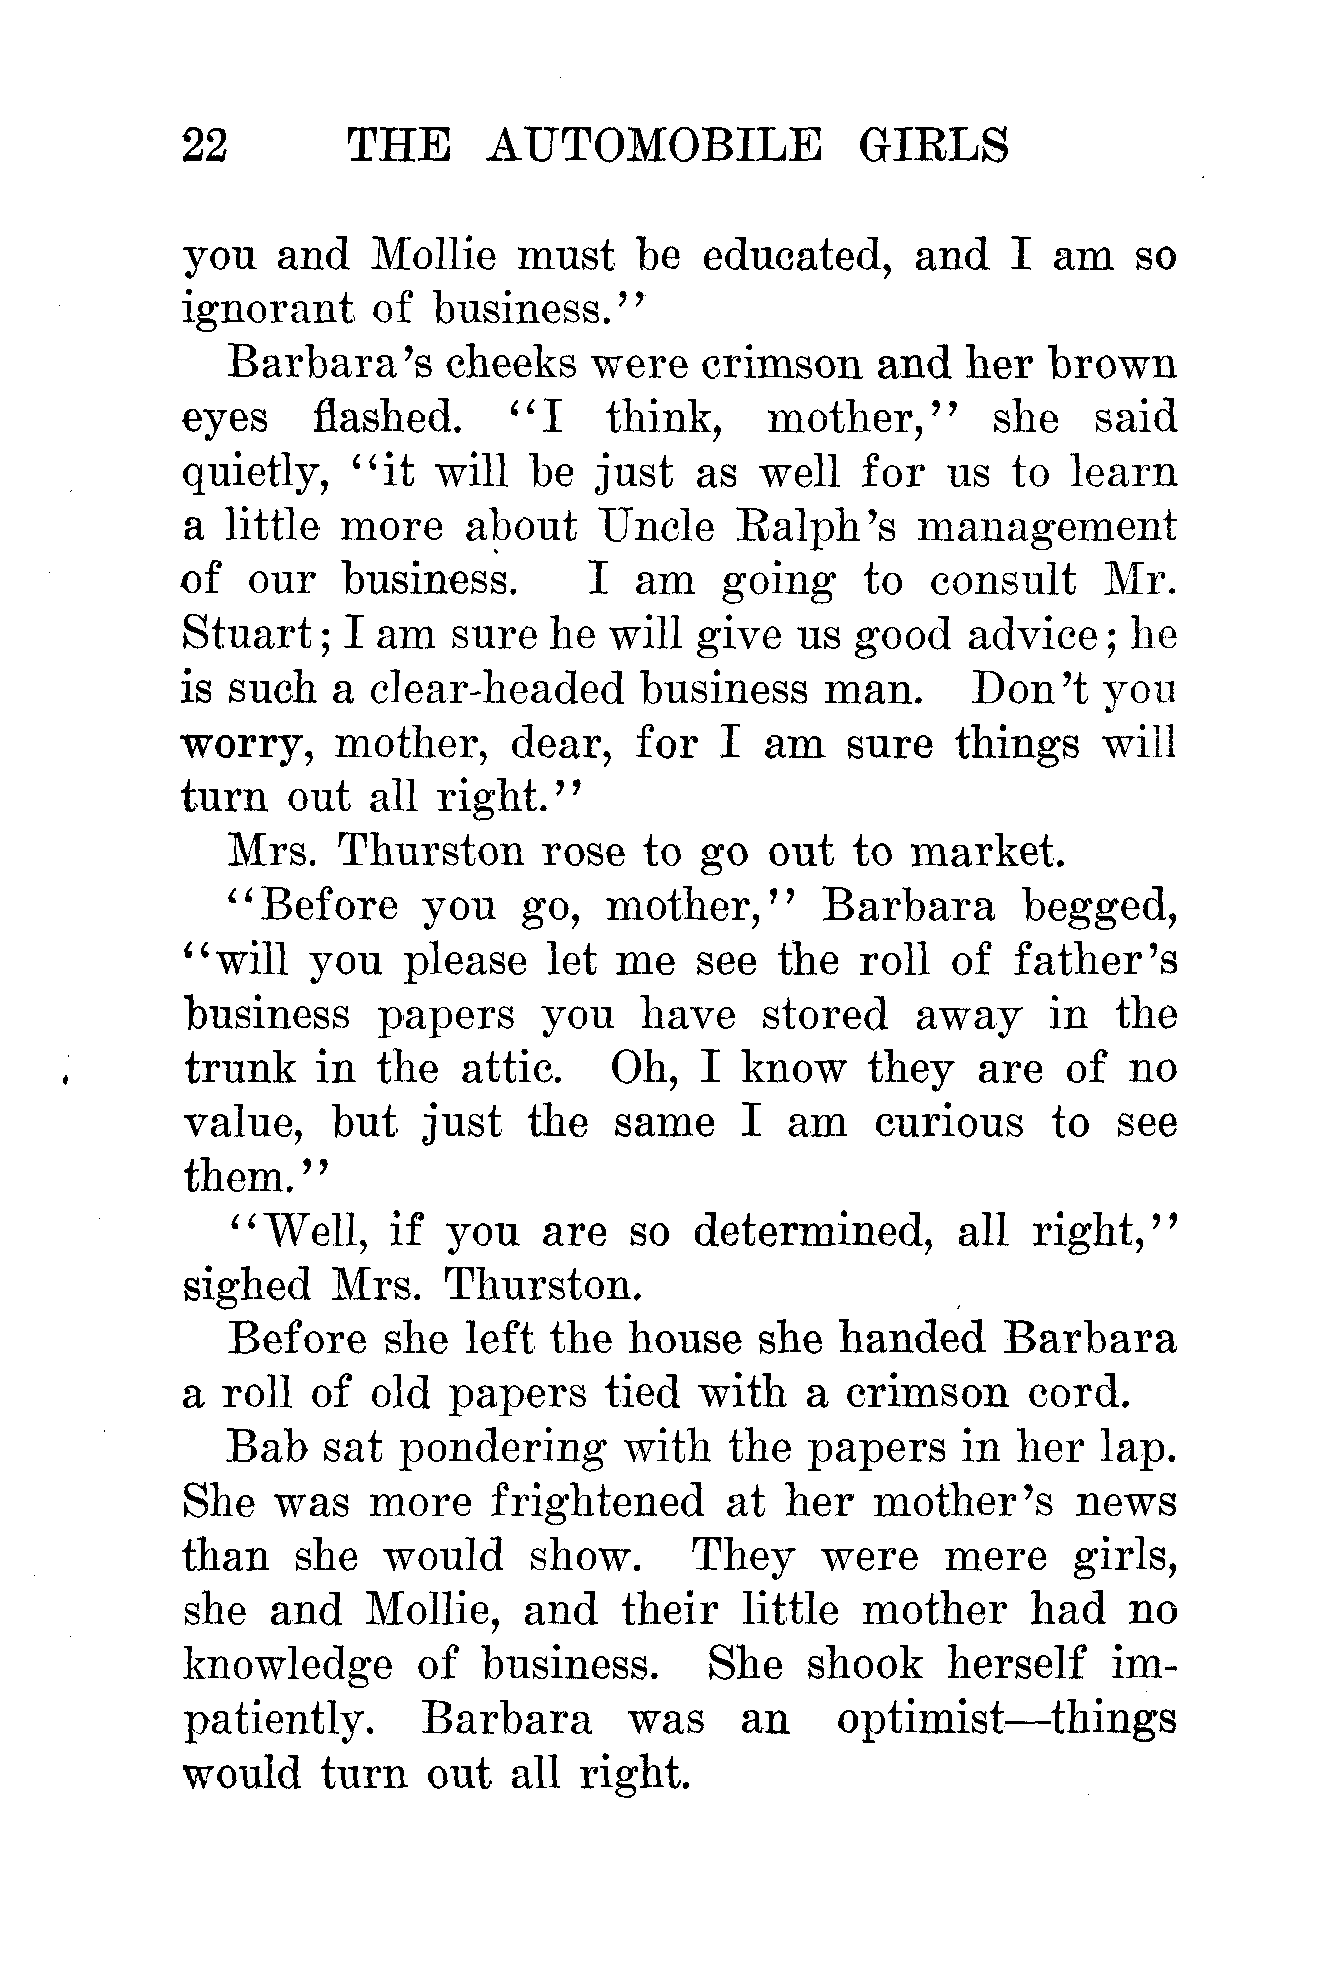 22 THE AUTOMOBILE GIRLS
you and Mollie must be educated, and I am so
ignorant of business."
Barbara's cheeks were crimson and her brown
eyes flashed. "I think, mother," she said
quietly, "it will be just as well for us to learn
a little more about Uncle Ralph's management
of our business. I am going to consult Mr.
Stuart; I am sure he will give us good advice; he
is such a clear-headed business man. Don't you
worry, mother, dear, for I am sure things will
turn out all right."
Mrs. Thurston rose to go out to market.
"Before you go, mother," Barbara begged,
"will you please let me see the roll of father's
business papers you have stored away in the
trunk in the attic. Oh, I know they are of no
value, but just the same I am curious to see
them."
"Well, if you are so determined, all right,"
sighed Mrs. Thurston.
Before she left the house she handed Barbara
a roll of old papers tied with a crimson cord.
Bab sat pondering with the papers in her lap.
She was more frightened at her mother's news
than she would show. They were mere girls,
she and Mollie, and their little mother had no
knowledge of business. She shook herself im-
patiently. Barbara was an optimist—things
would turn out all right.